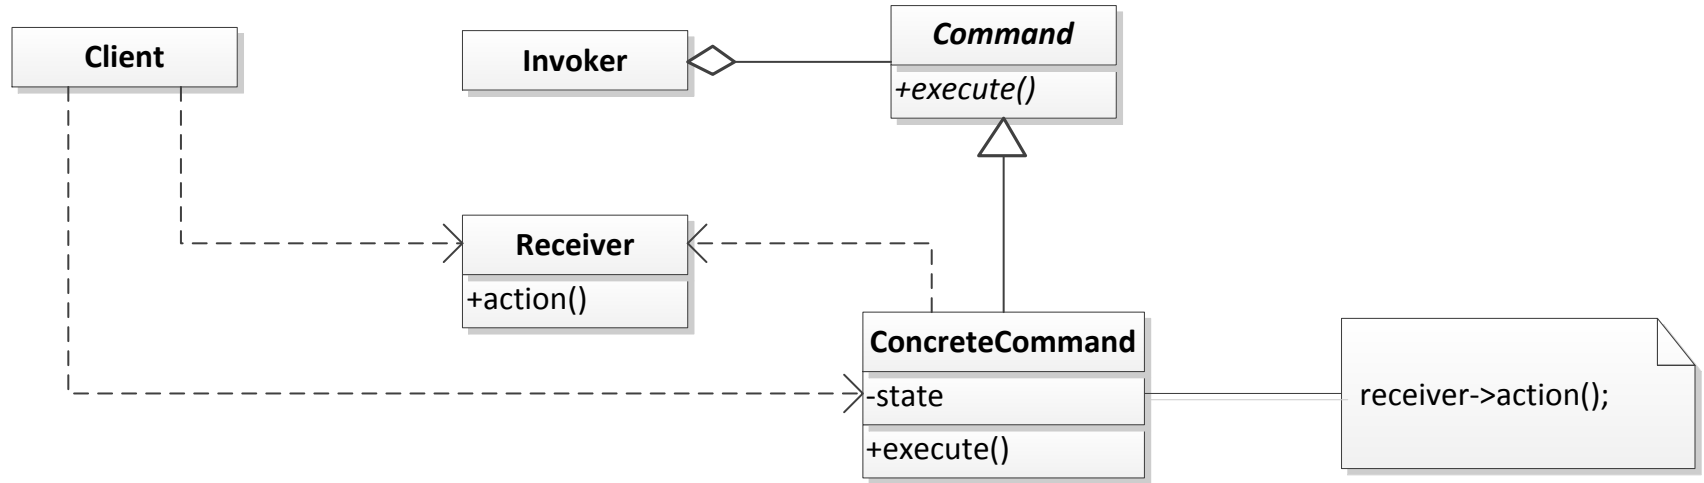 Client
Invoker
Command
+execute()
Receiver
+action()
ConcreteCommand
-state
+execute()
receiver->action();